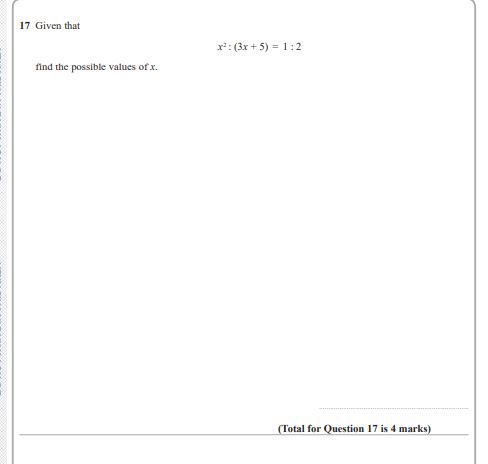 17 Given that
x² : (3x + 5) = 1 : 2
find the possible values of x.
(Total for Question 17 is 4 marks)